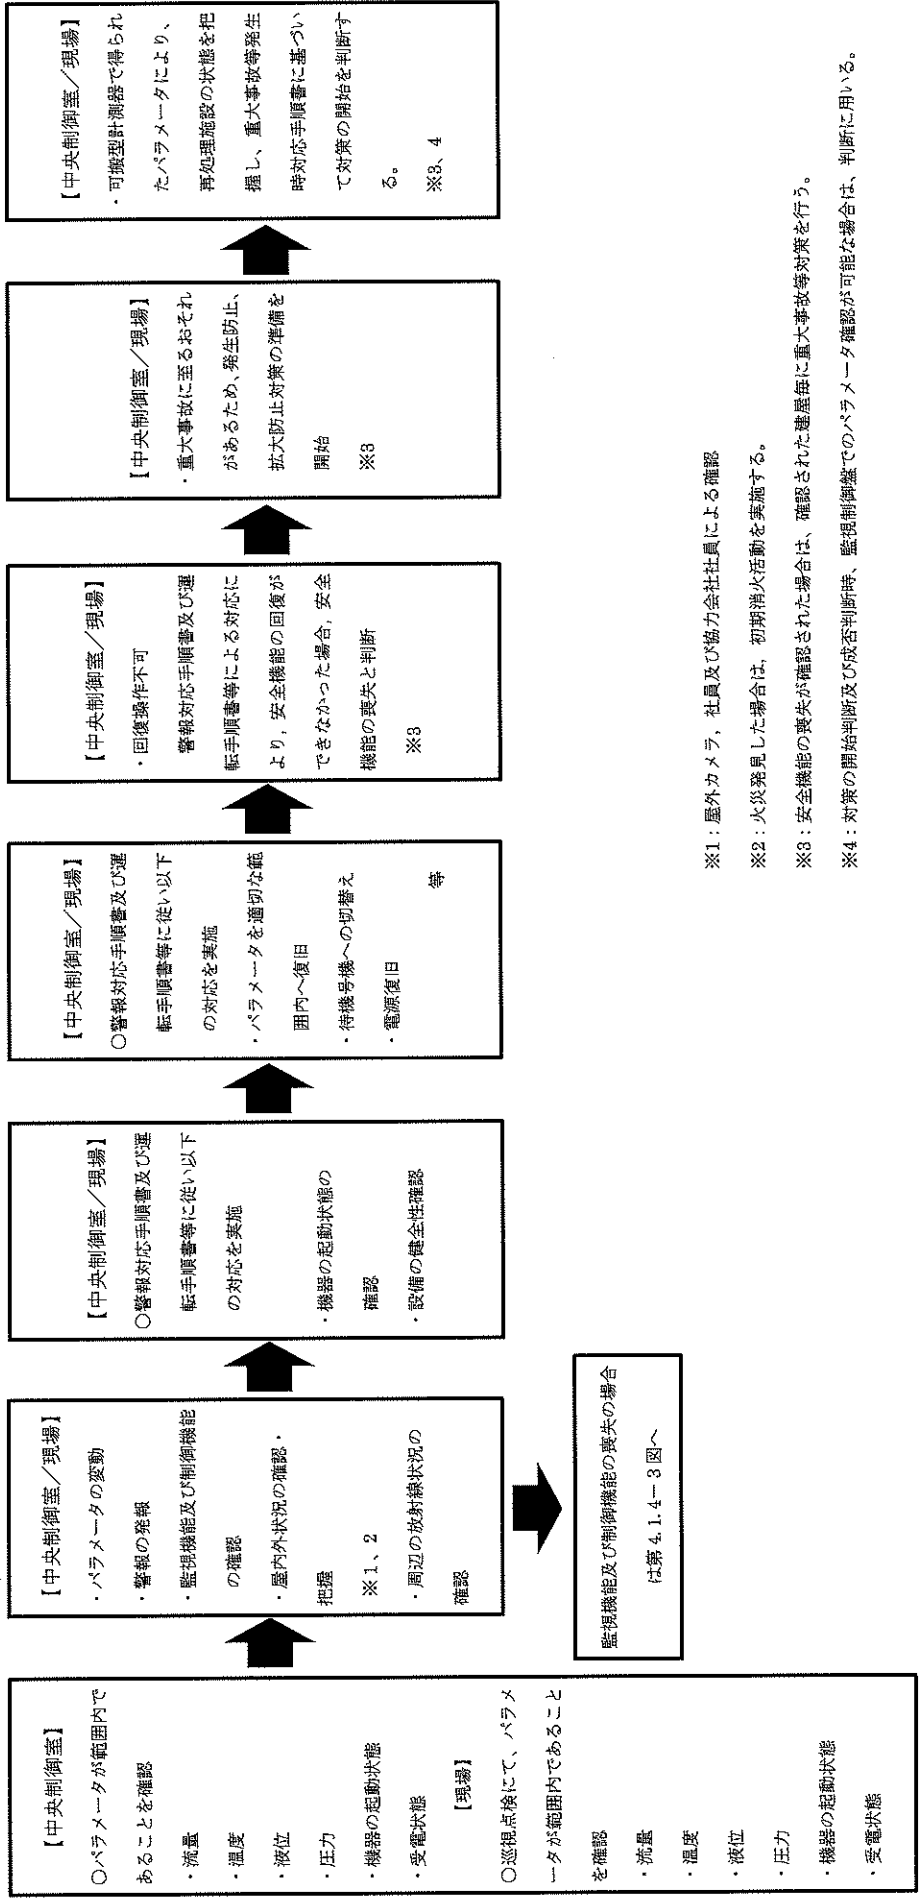 【中央制御室】
○パラメータが範囲内で
あることを確認
・流量
・温度
・液位
・圧力
・機器の起動状態
・受電状態
【現場】
○巡視点検にて、パラメ
ータが範囲内であること
を確認
・流量
・温度
・液位
・圧力
・機器の起動状態
・受電状態
【中央制御室／現場】
・パラメータの変動
・警報の発報
・監視機能及び制御機能
の確認
・屋内外状況の確認・
把握
※1、2
・周辺の放射線状況の
確認
監視機能及び制御機能の喪失の場合
は第4.1.4－3図へ
【中央制御室／現場】
○警報対応手順書及び運
転手順書等に従い以下
の対応を実施
・機器の起動状態の
確認
・設備の健全性確認
【中央制御室／現場】
○警報対応手順書及び運
転手順書等に従い以下
の対応を実施
・パラメータを適切な範
囲内へ復旧
・待機号機への切替え
・電源復旧
等
【中央制御室／現場】
・回復操作不可
警報対応手順書及び運
転手順書等による対応に
より，安全機能の回復が
できなかった場合，安全
機能の喪失と判断
※3
【中央制御室／現場】
・重大事故に至るおそれ
があるため、発生防止、
拡大防止対策の準備を
開始
※3
【中央制御室／現場】
・可搬型計測器で得られ
たパラメータにより、
再処理施設の状態を把
握し、重大事故等発生
時対応手順書に基づい
て対策の開始を判断す
る。
※3、4
※1：屋外カメラ，社員及び協力会社社員による確認
※2：火災発見した場合は，初期消火活動を実施する。
※3：安全機能の喪失が確認された場合は、確認された建屋毎に重大事故等対策を行う。
※4：対策の開始判断及び成否判断時、監視制御盤でのパラメータ確認が可能な場合は、判断に用いる。